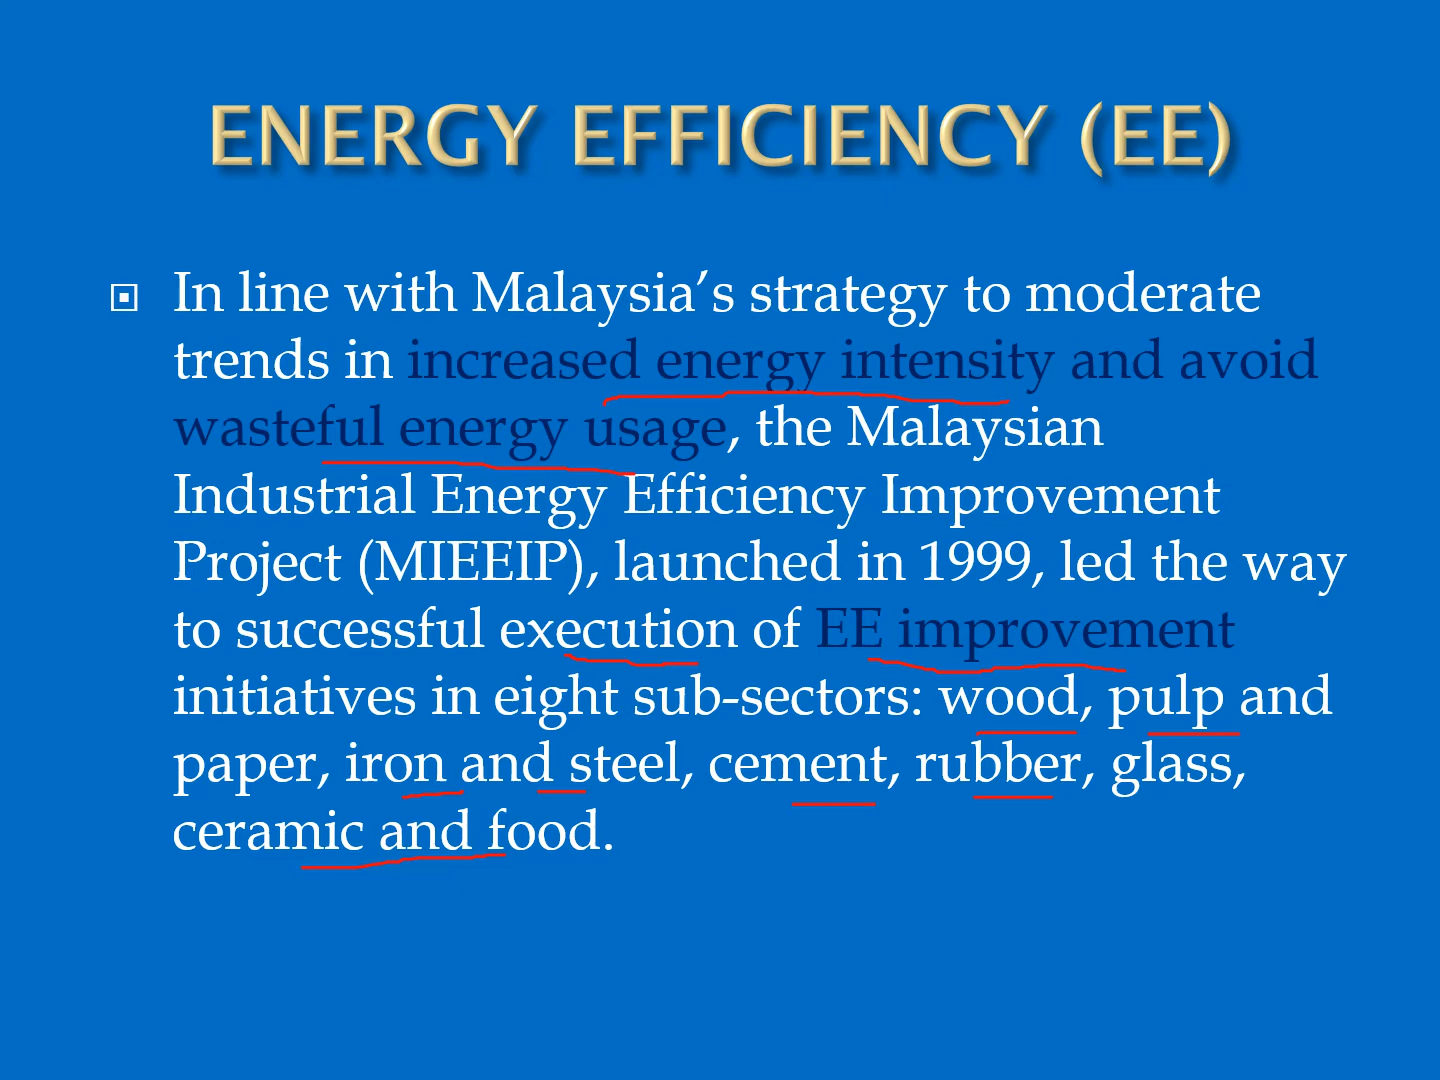 ENERGY EFFICIENCY (EE)
In line with Malaysia’s strategy to moderate
trends in increased energy intensity and avoid
wasteful energy usage, the Malaysian
Industrial Energy Efficiency Improvement
Project (MIEEIP), launched in 1999, led the way
to successful execution of EE improvement
initiatives in eight sub-sectors: wood, pulp and
paper, iron and steel, cement, rubber, glass,
ceramic and food.